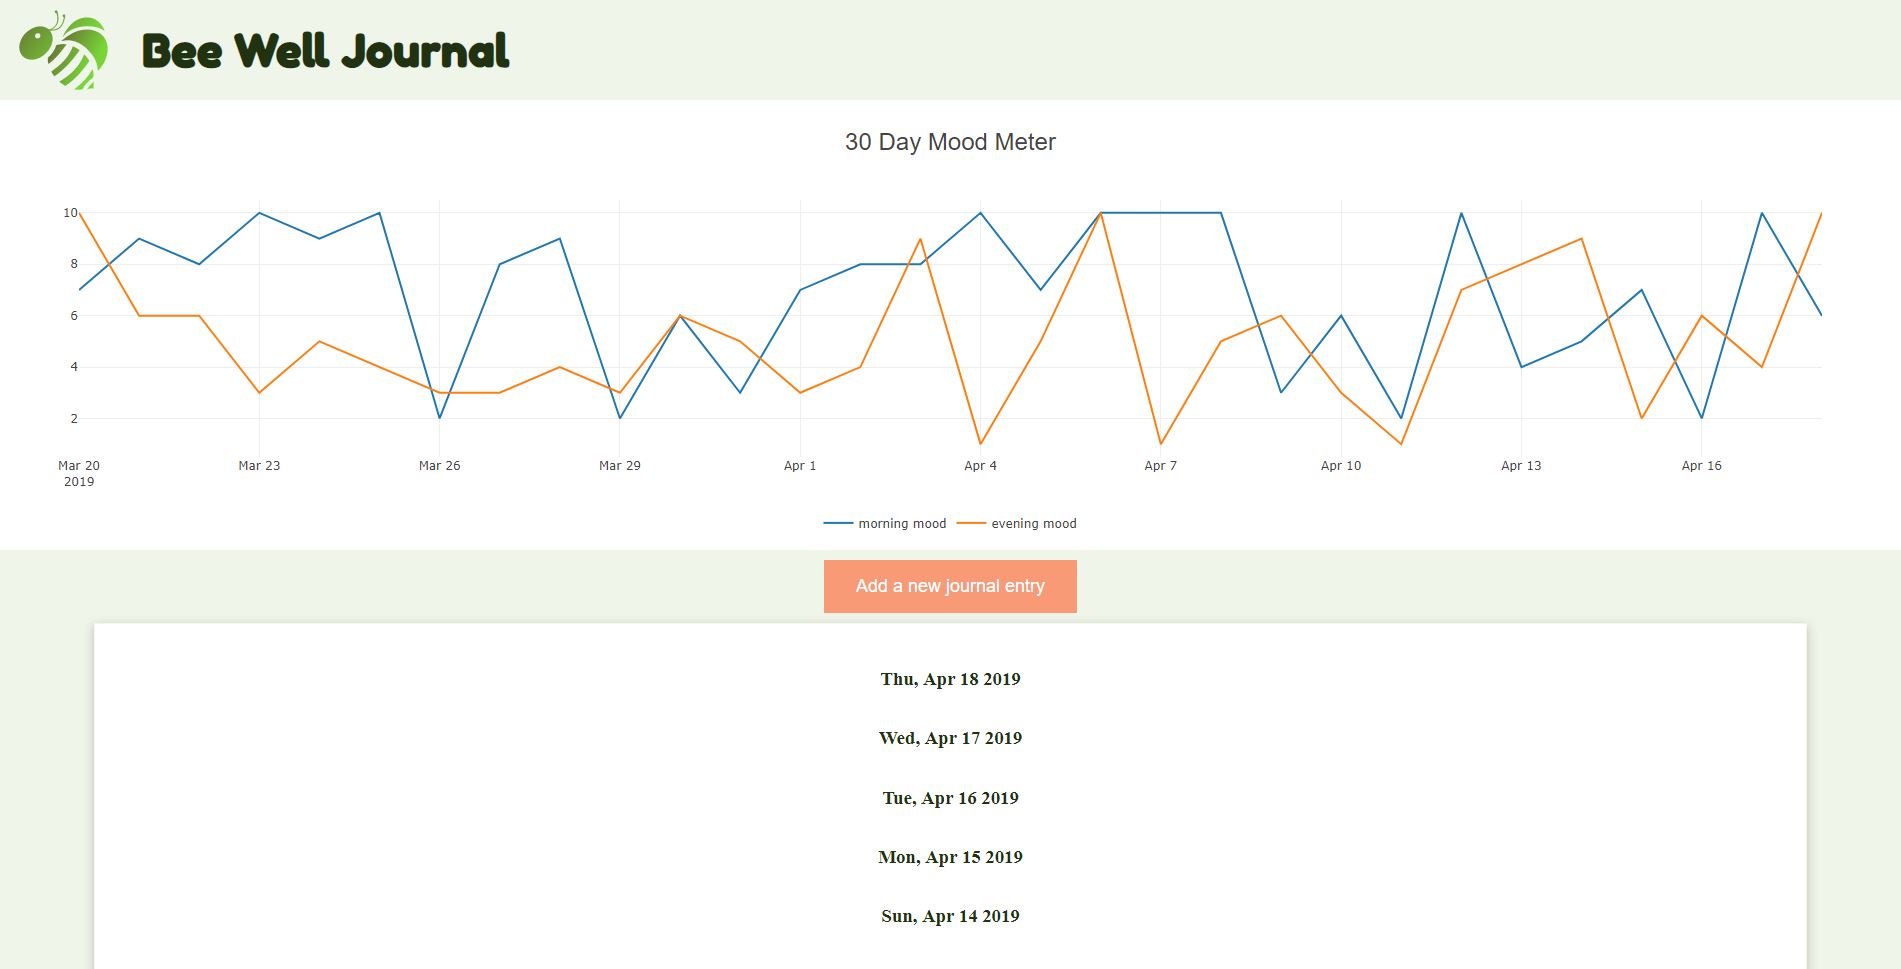 Bee Well Journal
30 Day Mood Meter
10
8
6
4
2
Mar 20 Mar 23 Mar 26 Mar 29 Apr 1 Apr 4 Apr 7 Apr 10 Apr 13 Apr 16
2019
morning mood evening mood
Add a new journal entry
Thu, Apr 18 2019
Wed, Apr 17 2019
Tue, Apr 16 2019
Mon, Apr 15 2019
Sun, Apr 14 2019